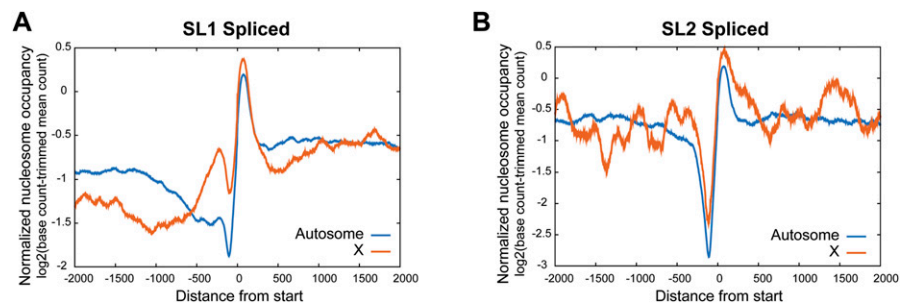 A
SL1 Spliced
Normalized nucleosome occupancy
log2(base count-trimmed mean count)
0.5
0
-0.5
-1
-1.5
-2
Autosome
X
-2000 -1500 -1000 -500 0 500 1000 1500 2000
Distance from start
B
SL2 Spliced
Normalized nucleosome occupancy
log2(base count-trimmed mean count)
0.5
0
-0.5
-1
-1.5
-2
-2.5
-3
Autosome
X
-2000 -1500 -1000 -500 0 500 1000 1500 2000
Distance from start